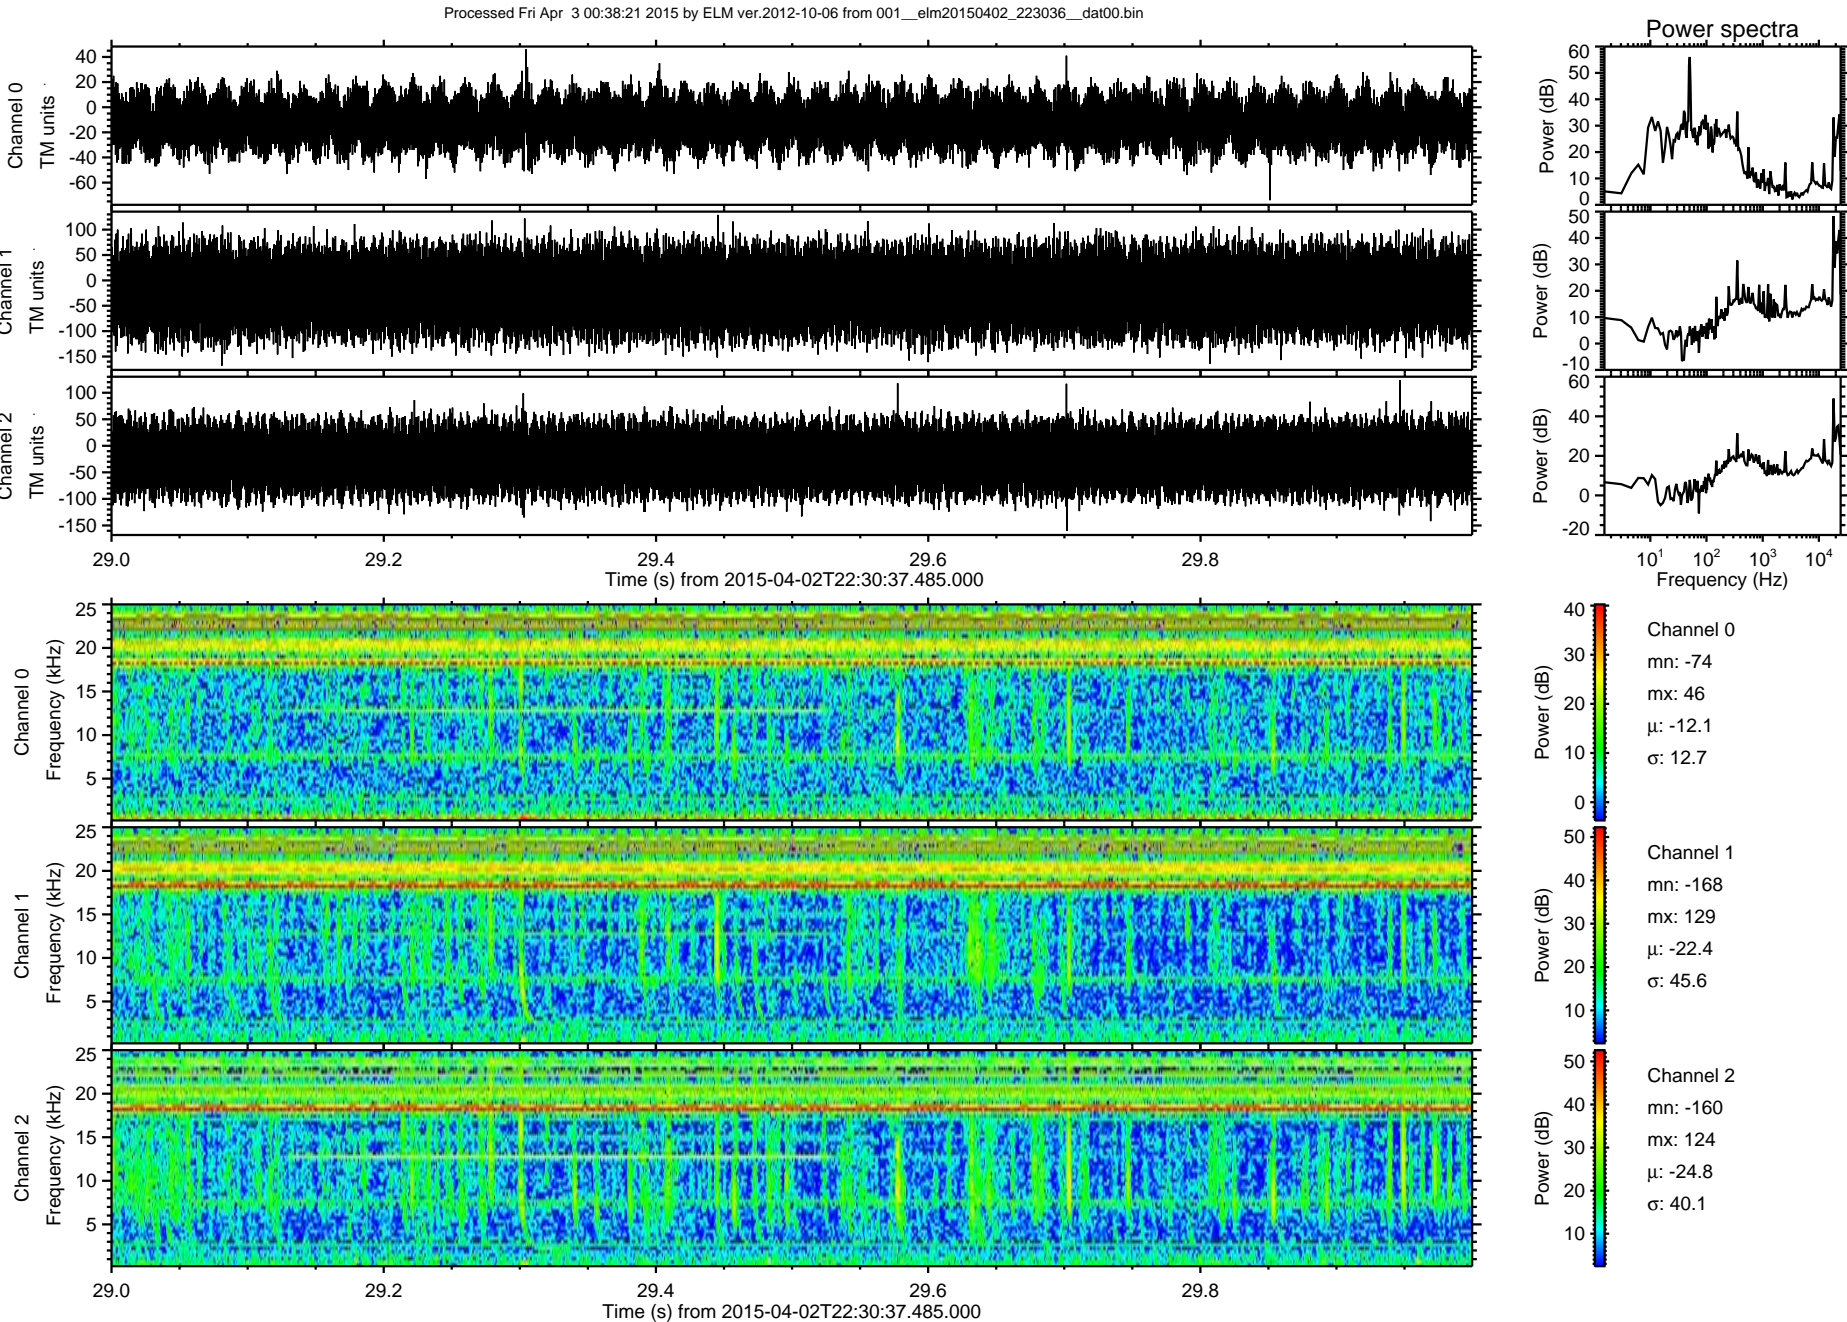 Processed Fri Apr  3 00:38:21 2015 by ELM ver.2012-10-06 from 001__elm20150402_223036__dat00.bin
Power spectra
Channel 0
TM units
40
20
0
-20
-40
-60
Power (dB)
60
50
40
30
20
10
0
Channel 1
TM units
100
50
0
-50
-100
-150
Power (dB)
50
40
30
20
10
0
-10
Channel 2
TM units
100
50
0
-50
-100
-150
Power (dB)
60
40
20
0
-20
29.0 29.2 29.4 29.6 29.8
Time (s) from 2015-04-02T22:30:37.485.000
10^1 10^2 10^3 10^4
Frequency (Hz)
Channel 0
Frequency (kHz)
25
20
15
10
5
Power (dB)
40
30
20
10
0
Channel 0
mn: -74
mx: 46
μ: -12.1
σ: 12.7
Channel 1
Frequency (kHz)
25
20
15
10
5
Power (dB)
50
40
30
20
10
Channel 1
mn: -168
mx: 129
μ: -22.4
σ: 45.6
Channel 2
Frequency (kHz)
25
20
15
10
5
Power (dB)
50
40
30
20
10
Channel 2
mn: -160
mx: 124
μ: -24.8
σ: 40.1
29.0 29.2 29.4 29.6 29.8
Time (s) from 2015-04-02T22:30:37.485.000